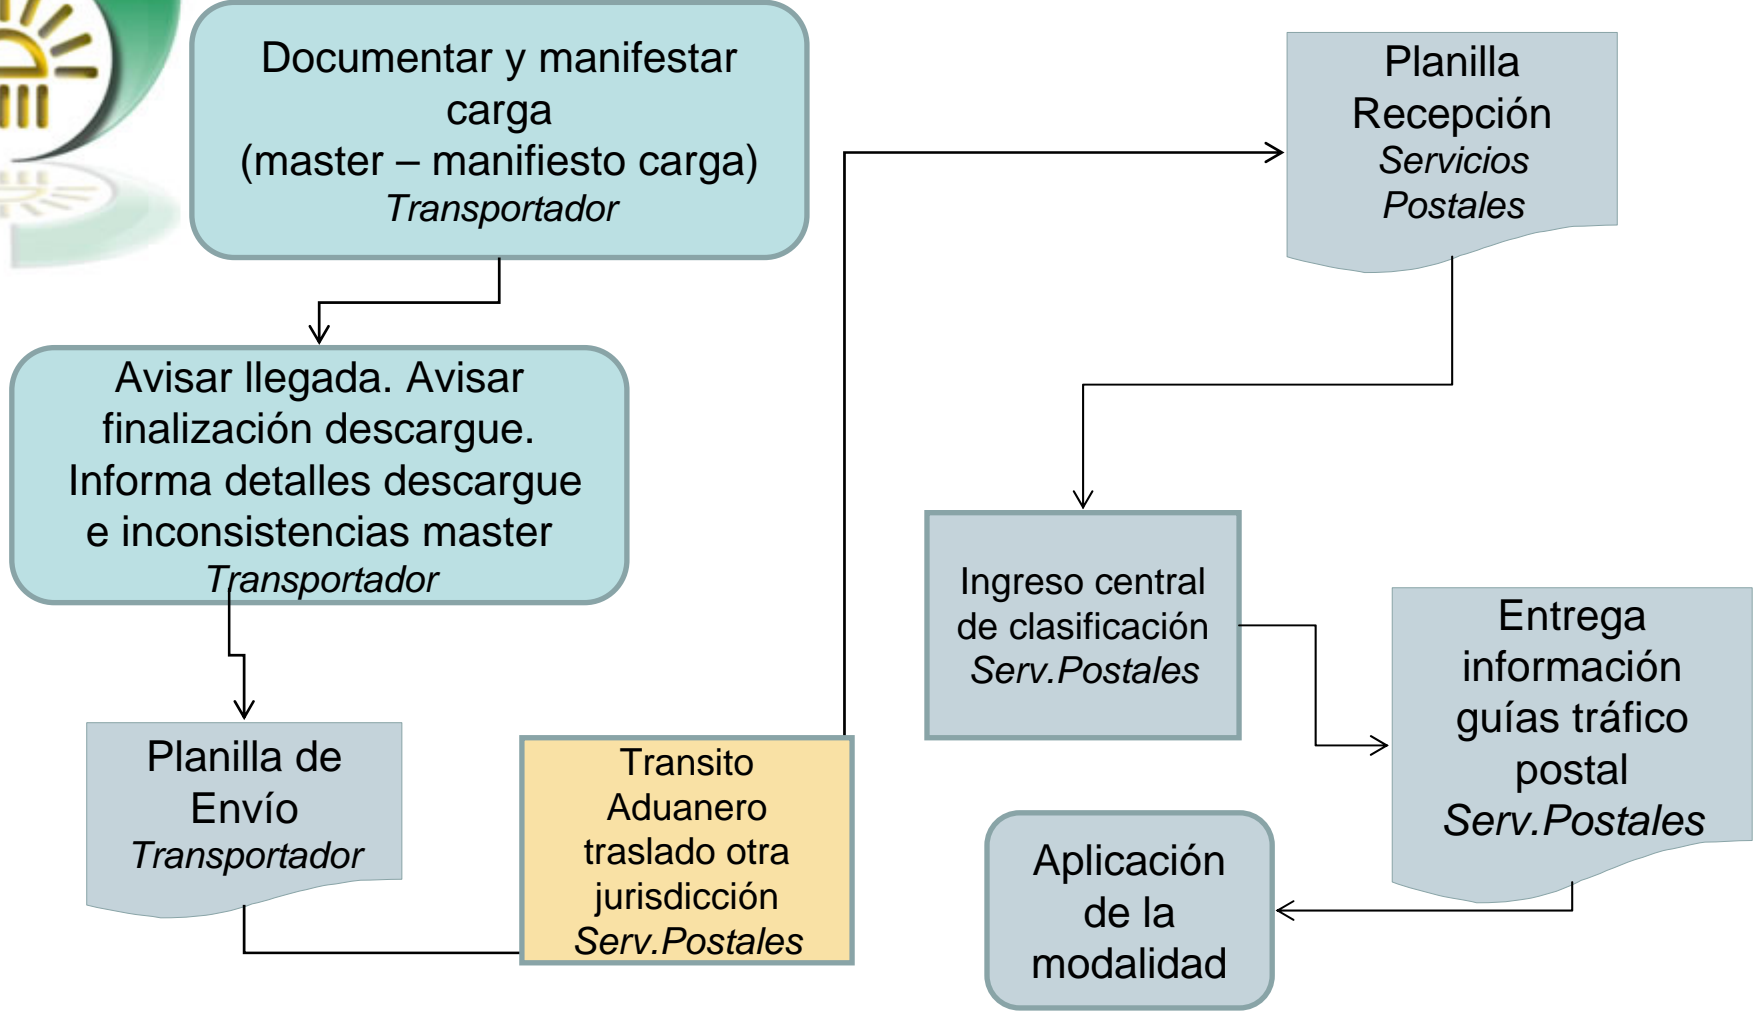 Documentar y manifestar
carga
(master – manifiesto carga)
Transportador
Avisar llegada. Avisar
finalización descargue.
Informa detalles descargue
e inconsistencias master
Transportador
Planilla de
Envío
Transportador
Transito
Aduanero
traslado otra
jurisdicción
Serv.Postales
Planilla
Recepción
Servicios
Postales
Ingreso central
de clasificación
Serv.Postales
Entrega
información
guías tráfico
postal
Serv.Postales
Aplicación
de la
modalidad